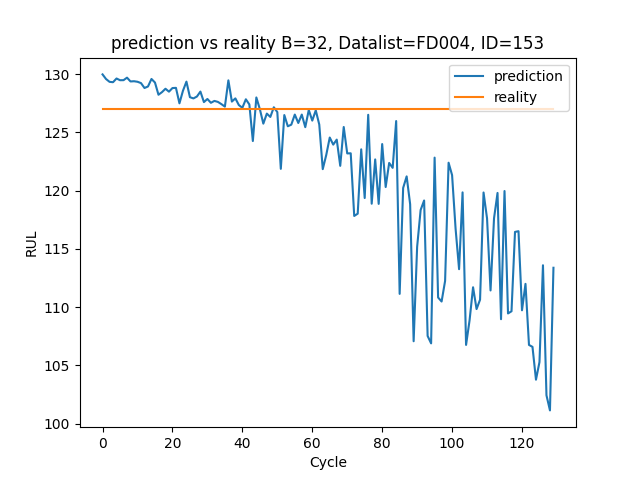 prediction vs reality B=32, Datalist=FD004, ID=153
prediction
reality
RUL
130
125
120
115
110
105
100
0 20 40 60 80 100 120
Cycle